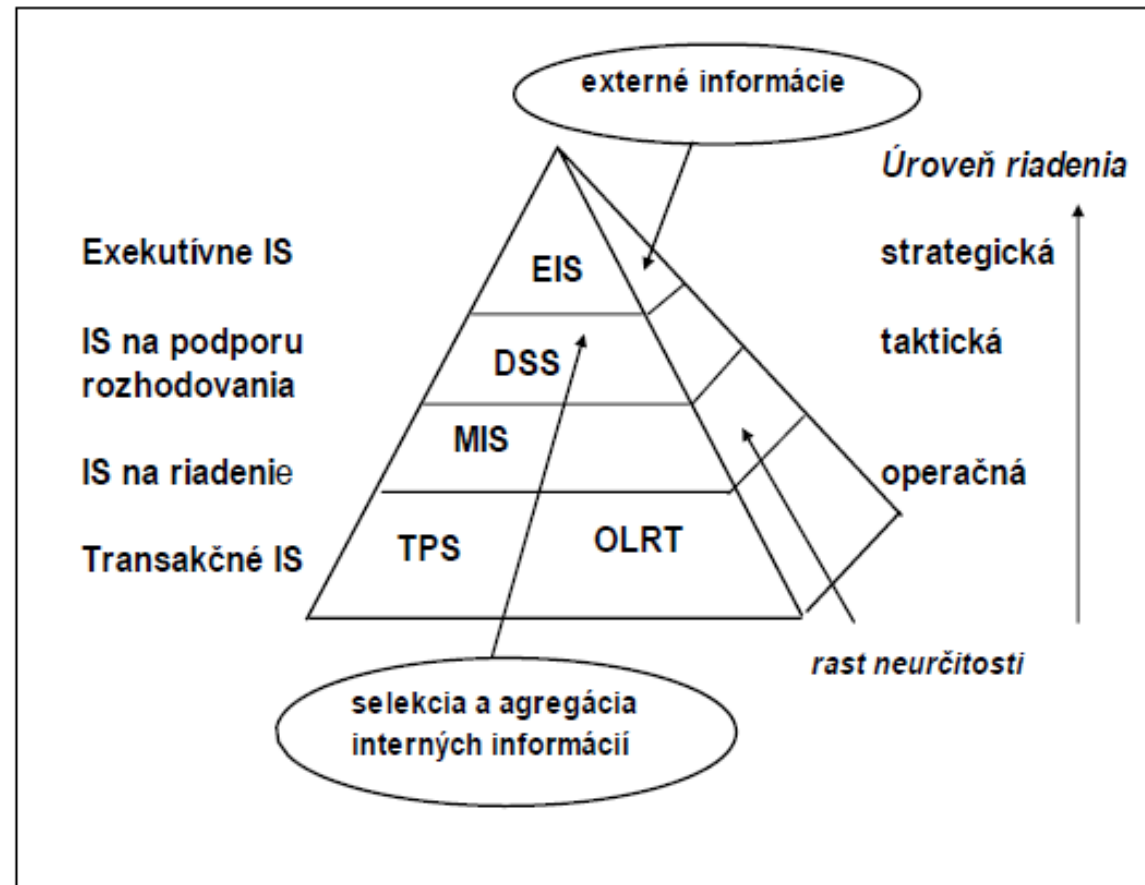 externé informácie
Úroveň riadenia
Exekutívne IS
EIS
strategická
IS na podporu
rozhodovania
DSS
taktická
MIS
IS na riadenie
operačná
Transakčné IS
TPS
OLRT
rast neurčitosti
selekcia a agregácia
interných informácií